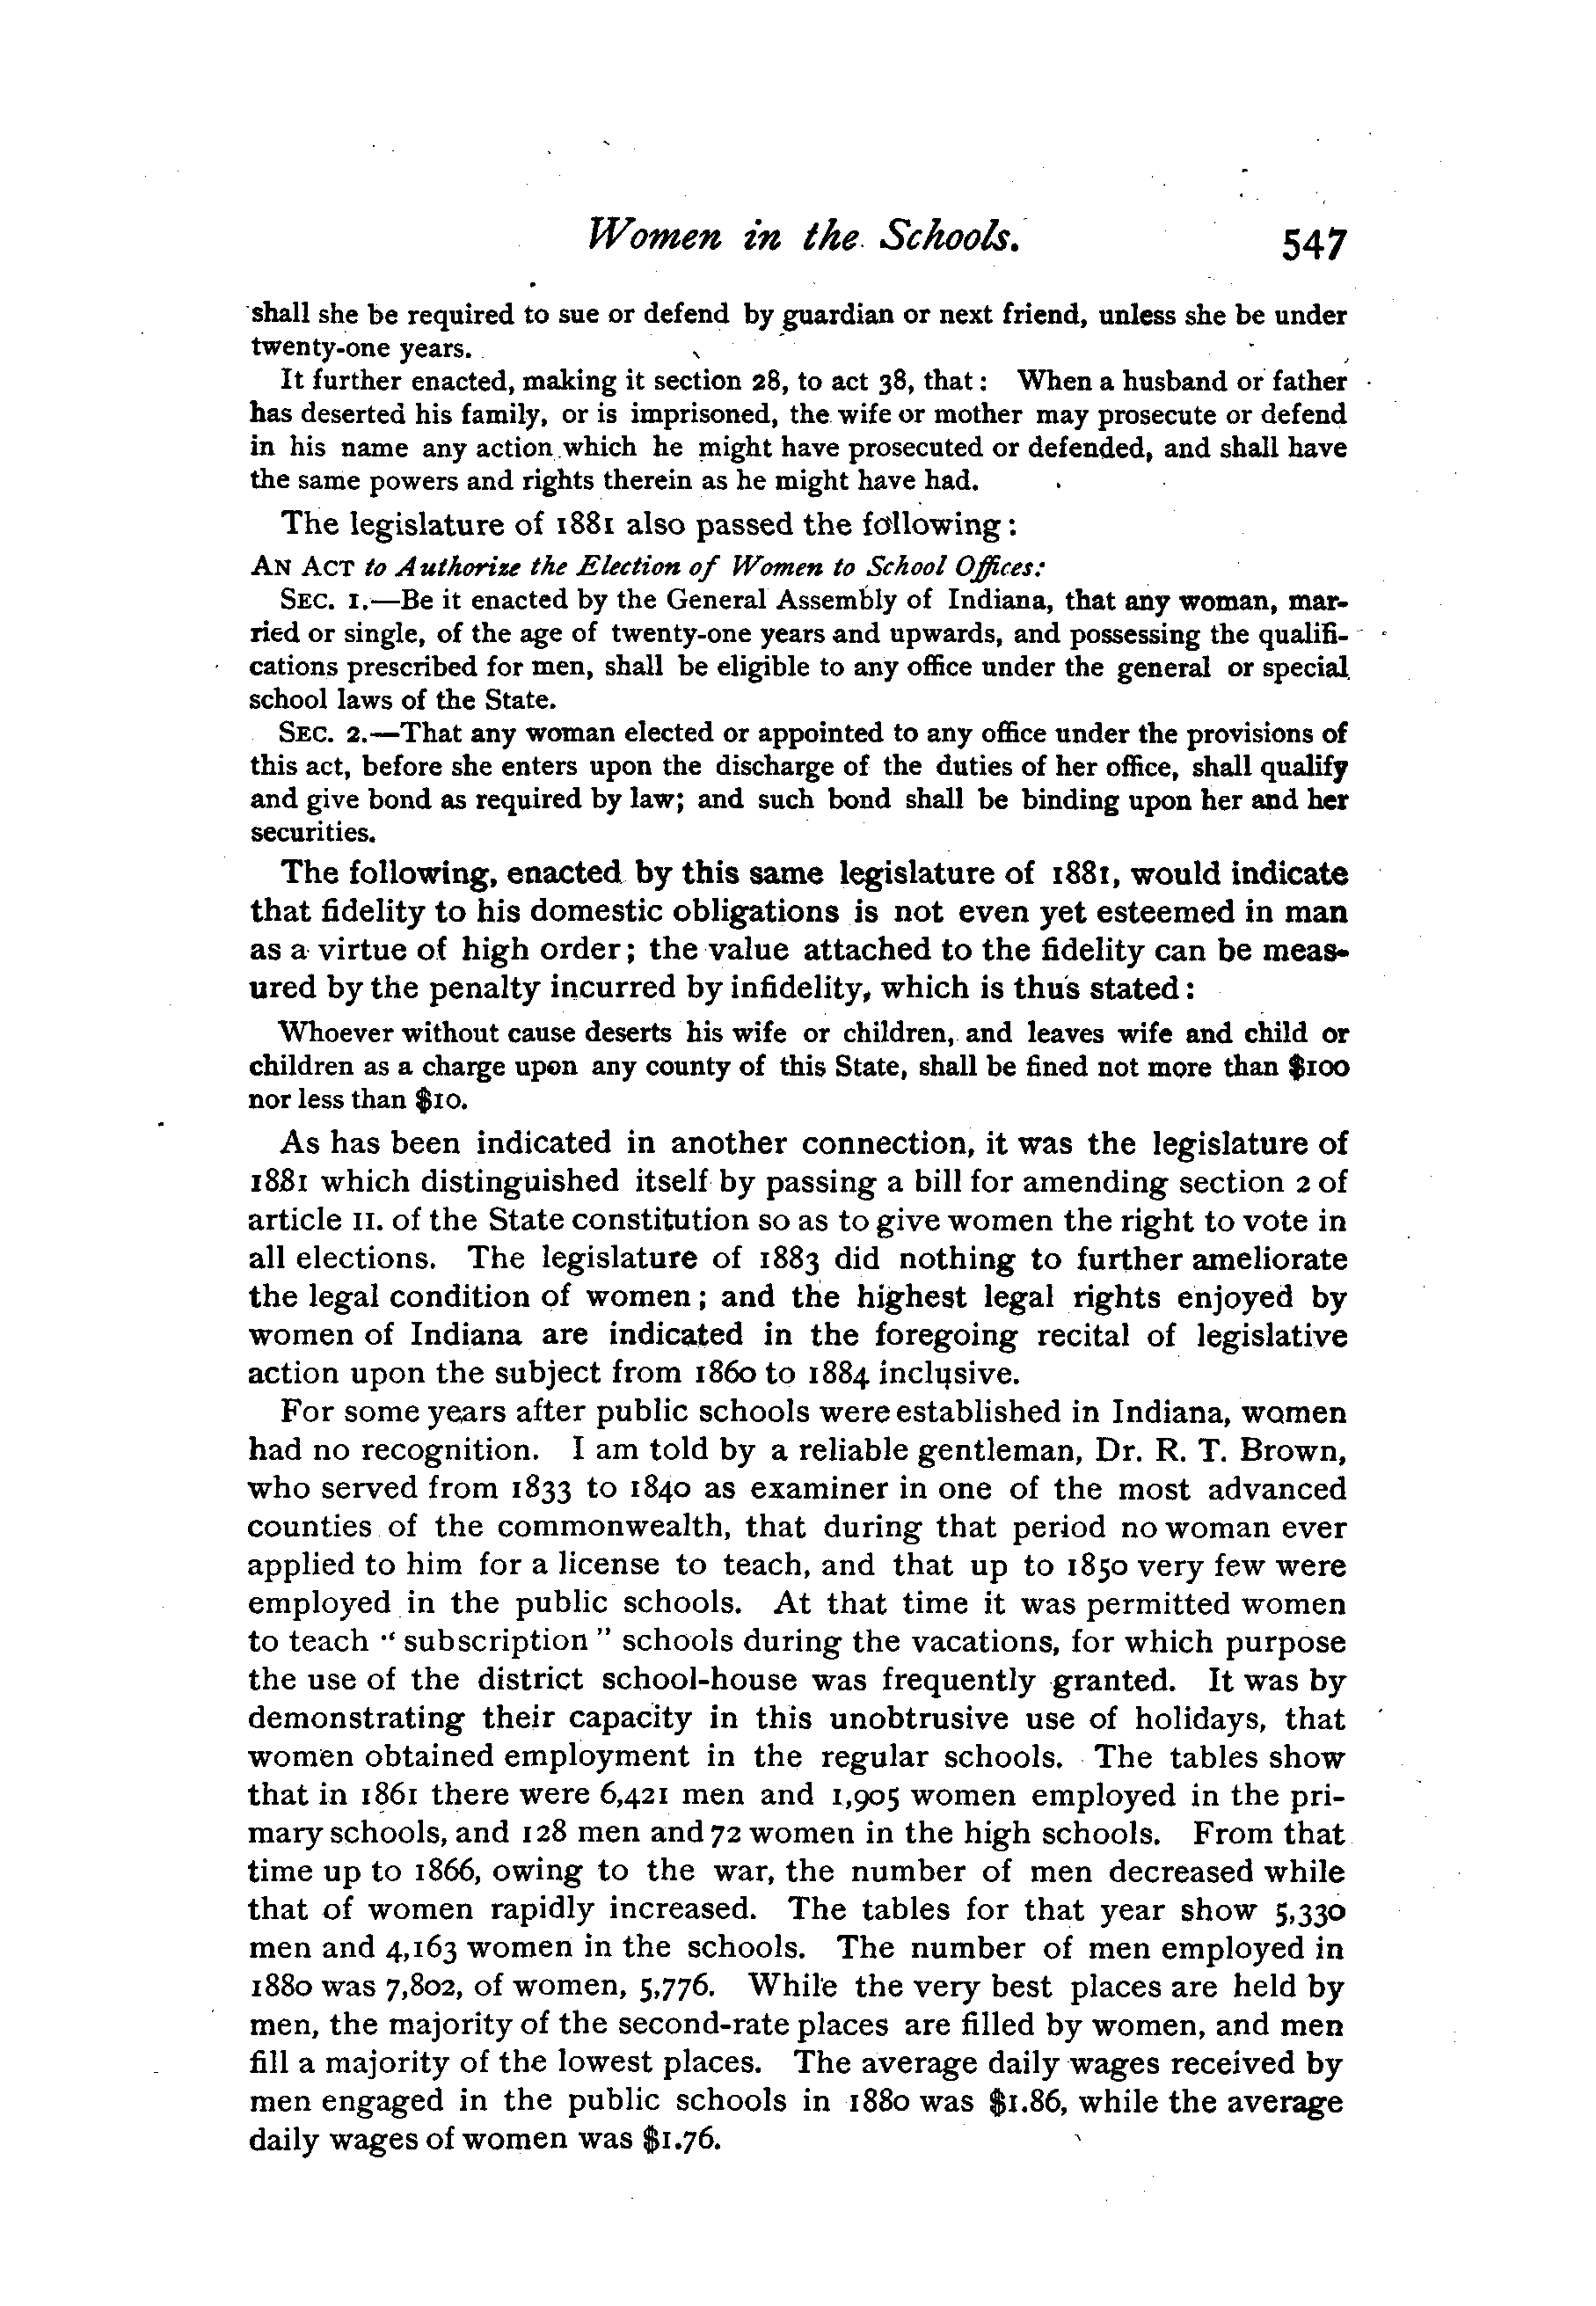 Women in the Schools. 547
shall she be required to sue or defend by guardian or next friend, unless she be under
twenty-one years.
It further enacted, making it section 28, to act 38, that: When a husband or father
has deserted his family, or is imprisoned, the wife or mother may prosecute or defend
in his name any action which he might have prosecuted or defended, and shall have
the same powers and rights therein as he might have had.
The legislature of 1881 also passed the following:
AN ACT to Authorize the Election of Women to School Offices:
SEC. 1.—Be it enacted by the General Assembly of Indiana, that any woman, mar-
ried or single, of the age of twenty-one years and upwards, and possessing the qualifi-
cations prescribed for men, shall be eligible to any office under the general or special
school laws of the State.
SEC. 2.—That any woman elected or appointed to any office under the provisions of
this act, before she enters upon the discharge of the duties of her office, shall qualify
and give bond as required by law; and such bond shall be binding upon her and her
securities.
The following, enacted by this same legislature of 1881, would indicate
that fidelity to his domestic obligations is not even yet esteemed in man
as a virtue of high order; the value attached to the fidelity can be meas-
ured by the penalty incurred by infidelity, which is thus stated:
Whoever without cause deserts his wife or children, and leaves wife and child or
children as a charge upon any county of this State, shall be fined not more than $100
nor less than $10.
As has been indicated in another connection, it was the legislature of
1881 which distinguished itself by passing a bill for amending section 2 of
article II. of the State constitution so as to give women the right to vote in
all elections. The legislature of 1883 did nothing to further ameliorate
the legal condition of women; and the highest legal rights enjoyed by
women of Indiana are indicated in the foregoing recital of legislative
action upon the subject from 1860 to 1884 inclusive.
For some years after public schools were established in Indiana, women
had no recognition. I am told by a reliable gentleman, Dr. R. T. Brown,
who served from 1833 to 1840 as examiner in one of the most advanced
counties of the commonwealth, that during that period no woman ever
applied to him for a license to teach, and that up to 1850 very few were
employed in the public schools. At that time it was permitted women
to teach "subscription" schools during the vacations, for which purpose
the use of the district school-house was frequently granted. It was by
demonstrating their capacity in this unobtrusive use of holidays, that
women obtained employment in the regular schools. The tables show
that in 1861 there were 6,421 men and 1,905 women employed in the pri-
mary schools, and 128 men and 72 women in the high schools. From that
time up to 1866, owing to the war, the number of men decreased while
that of women rapidly increased. The tables for that year show 5,330
men and 4,163 women in the schools. The number of men employed in
1880 was 7,802, of women, 5,776. While the very best places are held by
men, the majority of the second-rate places are filled by women, and men
fill a majority of the lowest places. The average daily wages received by
men engaged in the public schools in 1880 was $1.86, while the average
daily wages of women was $1.76.